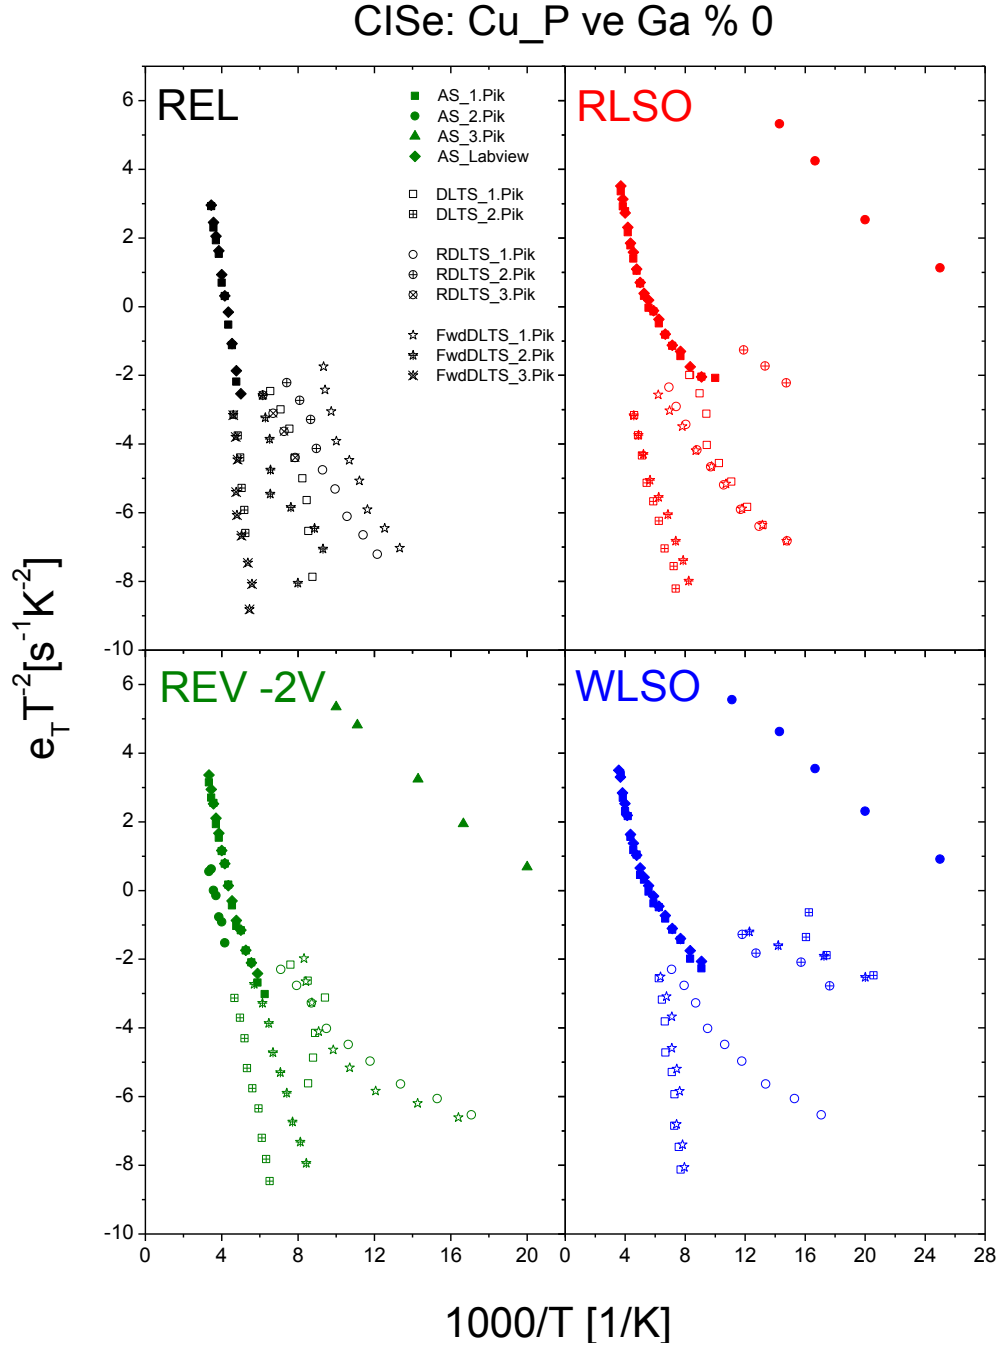 CISe: Cu_P ve Ga % 0
REL
AS_1.Pik
AS_2.Pik
AS_3.Pik
AS_Labview
DLTS_1.Pik
DLTS_2.Pik
RDLTS_1.Pik
RDLTS_2.Pik
RDLTS_3.Pik
FwdDLTS_1.Pik
FwdDLTS_2.Pik
FwdDLTS_3.Pik
RLSO
6
4
2
0
-2
-4
-6
-8
-10
REV -2V
WLSO
6
4
2
0
-2
-4
-6
-8
-10
0 4 8 12 16 20
0 4 8 12 16 20 24 28
e_T T^-2 [s^-1 K^-2]
1000/T [1/K]